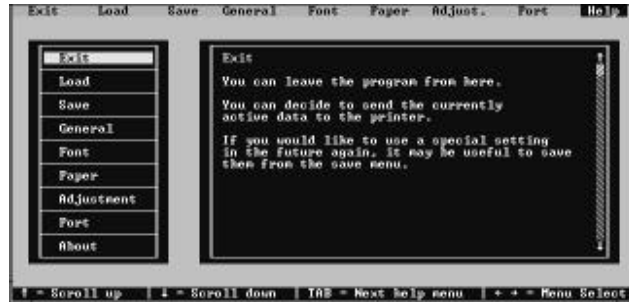 Exit Load Save General Font Paper Adjust. Port Help
Exit
Load
Save
General
Font
Paper
Adjustment
Port
About
Exit
You can leave the program from here.
You can decide to send the currently
active data to the printer.
If you would like to use a special setting
in the future again, it may be useful to save
them from the save menu.
↑ - Scroll up | ↓ - Scroll down | TAB - Next help menu | ← → - Menu Select